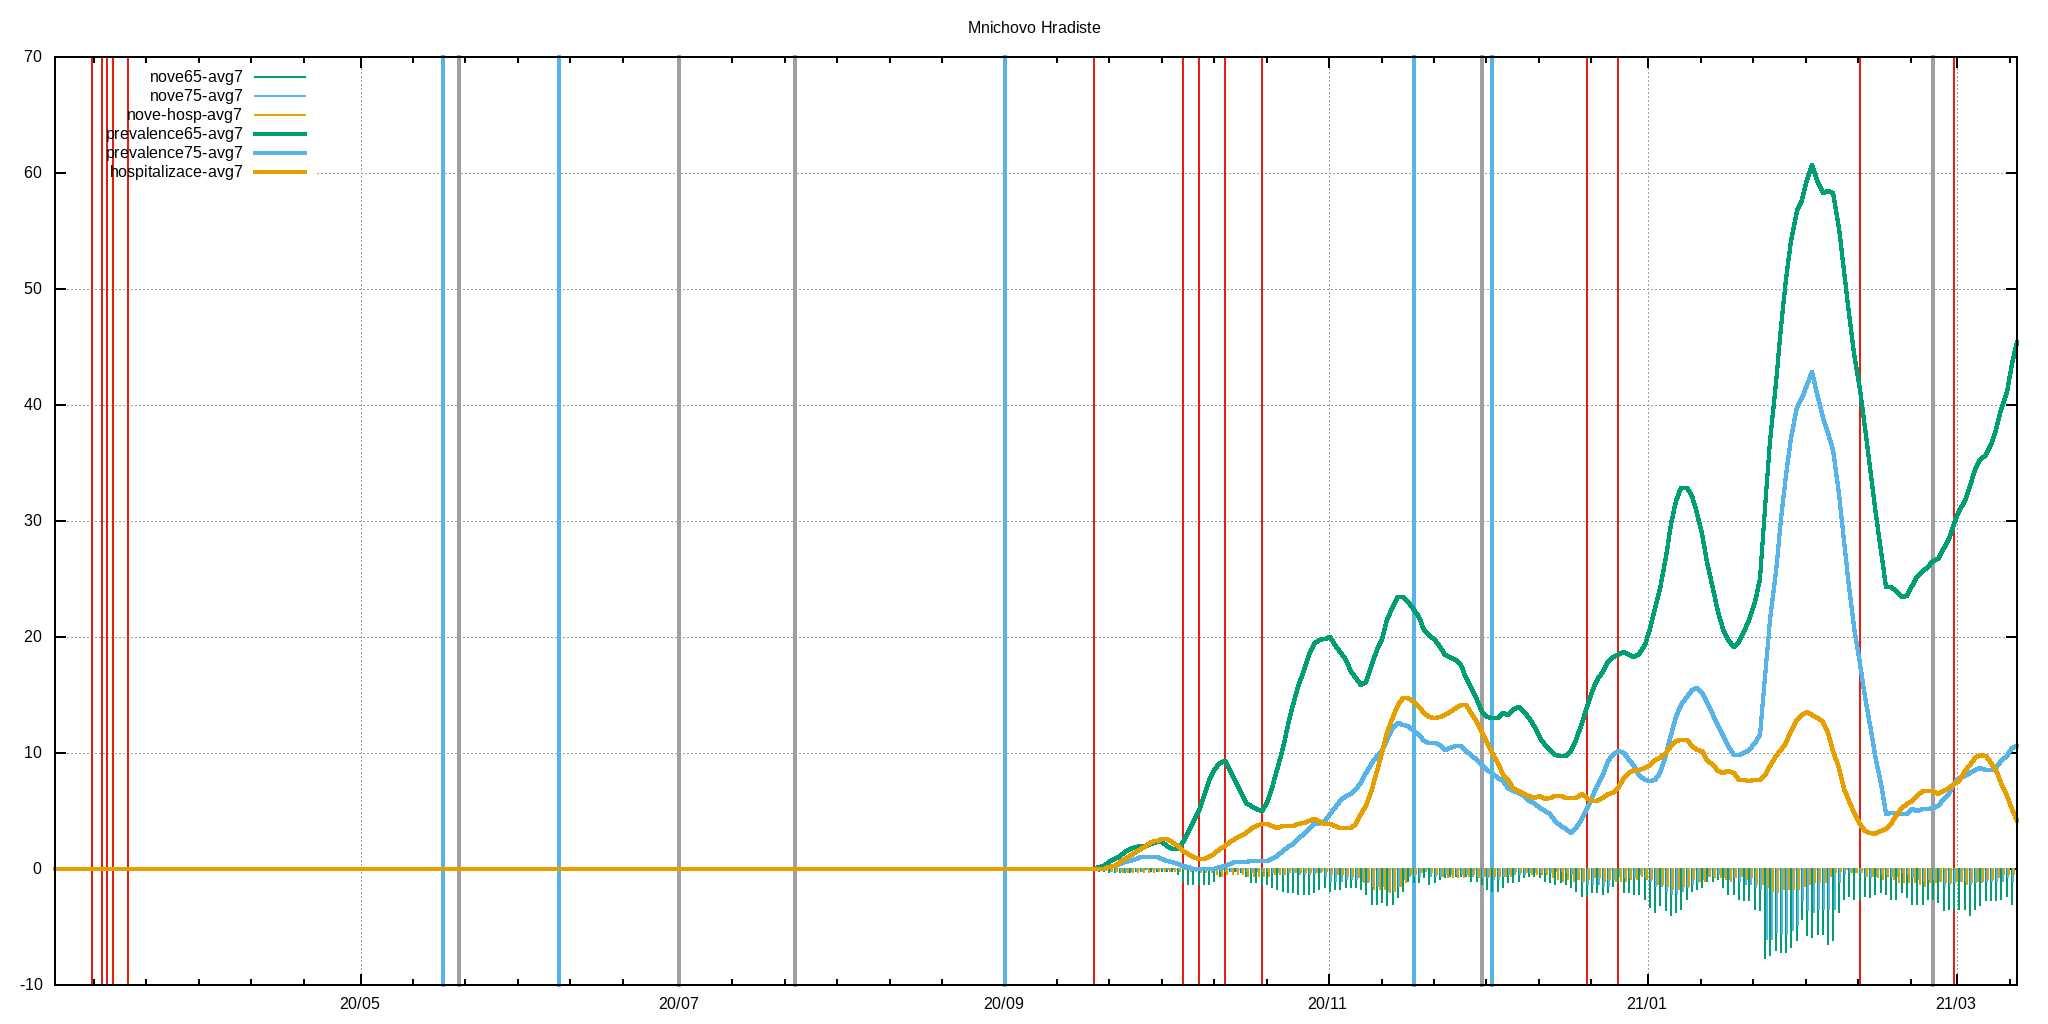 Mnichovo Hradiste
70
60
50
40
30
20
10
0
-10
nove65-avg7
nove75-avg7
nove-hosp-avg7
prevalence65-avg7
prevalence75-avg7
hospitalizace-avg7
20/05 20/07 20/09 20/11 21/01 21/03